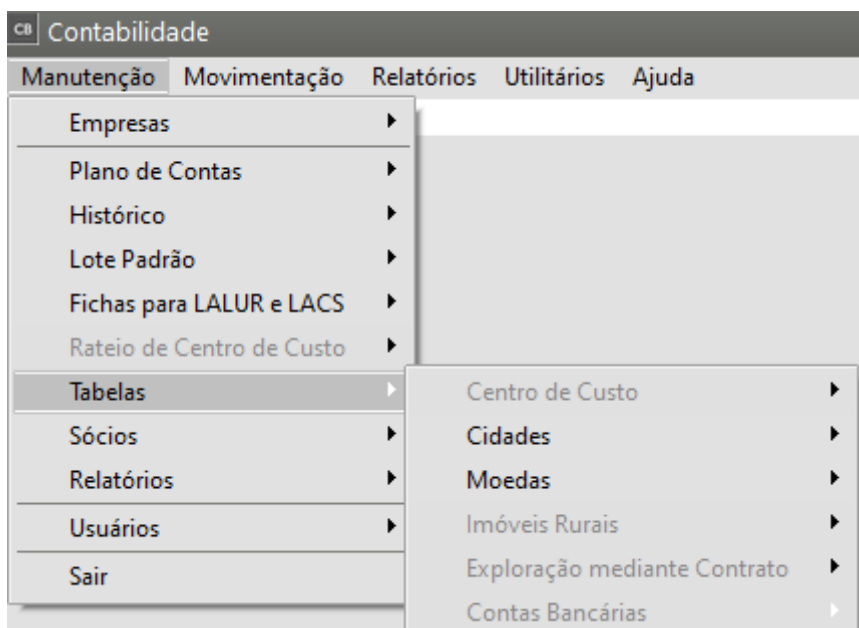 CB Contabilidade
Manutenção Movimentação Relatórios Utilitários Ajuda
Empresas
Plano de Contas
Histórico
Lote Padrão
Fichas para LALUR e LACS
Rateio de Centro de Custo
Tabelas
Sócios
Relatórios
Usuários
Sair
Centro de Custo
Cidades
Moedas
Imóveis Rurais
Exploração mediante Contrato
Contas Bancárias